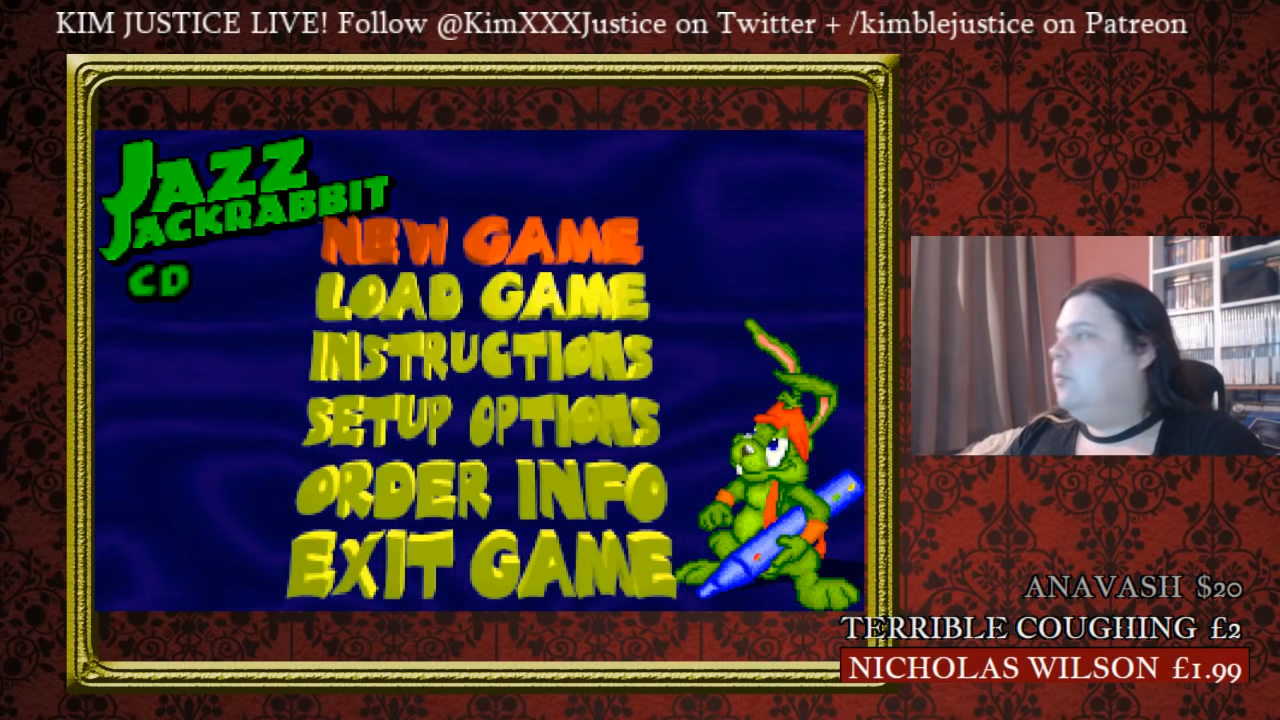 KIM JUSTICE LIVE! Follow @KimXXXJustice on Twitter + /kimblejustice on Patreon
JAZZ
JACKRABBIT
CD
NEW GAME
LOAD GAME
INSTRUCTIONS
SETUP OPTIONS
ORDER INFO
EXIT GAME
ANAVASH $20
TERRIBLE COUGHING £2
NICHOLAS WILSON £1.99